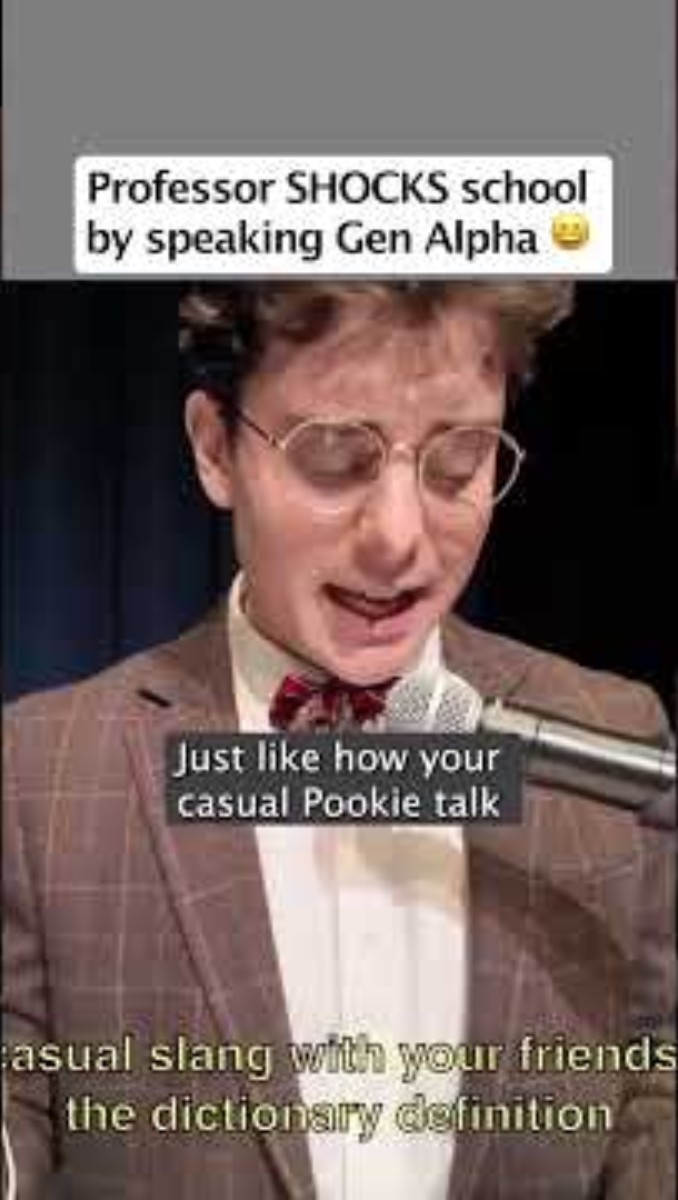 Professor SHOCKS school
by speaking Gen Alpha 😀
Just like how your
casual Pookie talk
casual slang with your friends
the dictionary definition